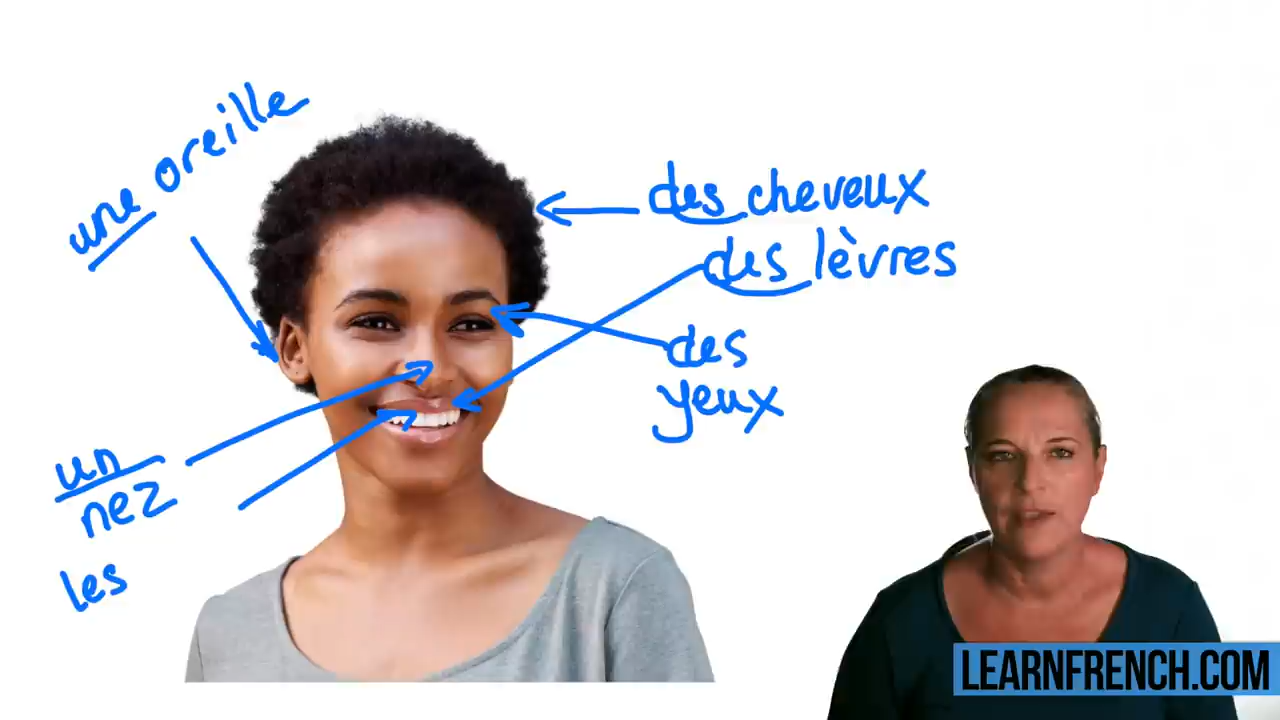 une oreille
des cheveux
des lèvres
des
yeux
un
nez
les
LEARNFRENCH.COM